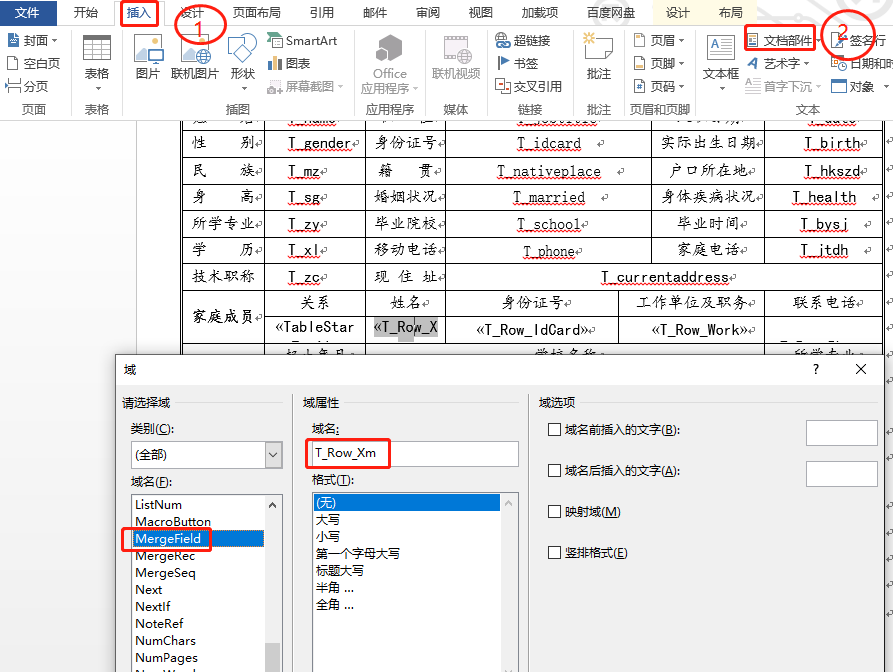 文件 开始 插入 设计 页面布局 引用 邮件 审阅 视图 加载项 百度网盘 设计 布局
1 2
封面 SmartArt 超链接 页眉 文档部件 签名行
空白页 图表 书签 页脚 艺术字 日期和时
分页 表格 图片 联机图片 形状 屏幕截图 Office 应用程序 联机视频 交叉引用 批注 页码 文本框 首字下沉 对象
页面 表格 插图 应用程序 媒体 链接 批注 页眉和页脚 文本
性 别 T_gender 身份证号 T_idcard 实际出生日期 T_birth
民 族 T_mz 籍 贯 T_nativeplace 户口所在地 T_hkszd
身 高 T_sg 婚姻状况 T_married 身体疾病状况 T_health
所学专业 T_zy 毕业院校 T_school 毕业时间 T_bysj
学 历 T_xl 移动电话 T_phone 家庭电话 T_jtdh
技术职称 T_zc 现 住 址 T_currentaddress
家庭成员 关系 姓名 身份证号 工作单位及职务 联系电话
«TableStar «T_Row_X «T_Row_IdCard» «T_Row_Work»
域 ?
请选择域 域属性 域选项
类别(C): 域名: 域名前插入的文字(B):
(全部) T_Row_Xm
域名(F): 格式(T): 域名后插入的文字(A):
ListNum (无)
MacroButton 大写 映射域(M)
MergeField 小写
MergeRec 第一个字母大写 竖排格式(E)
MergeSeq 标题大写
Next 半角 ...
NextIf 全角 ...
NoteRef
NumChars
NumPages